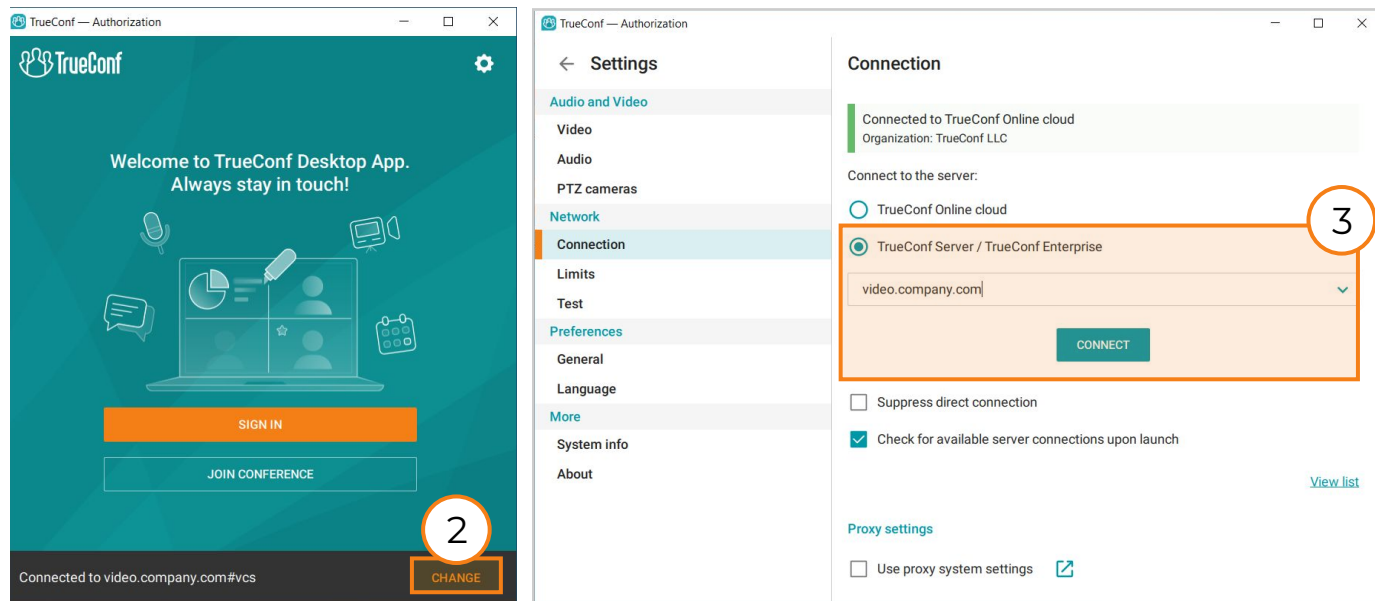 TrueConf — Authorization
TrueConf
Welcome to TrueConf Desktop App.
Always stay in touch!
SIGN IN
JOIN CONFERENCE
2
Connected to video.company.com#vcs
CHANGE
TrueConf — Authorization
Settings
Audio and Video
Video
Audio
PTZ cameras
Network
Connection
Limits
Test
Preferences
General
Language
More
System info
About
Connection
Connected to TrueConf Online cloud
Organization: TrueConf LLC
Connect to the server:
TrueConf Online cloud
3
TrueConf Server / TrueConf Enterprise
video.company.com
CONNECT
Suppress direct connection
Check for available server connections upon launch
View list
Proxy settings
Use proxy system settings